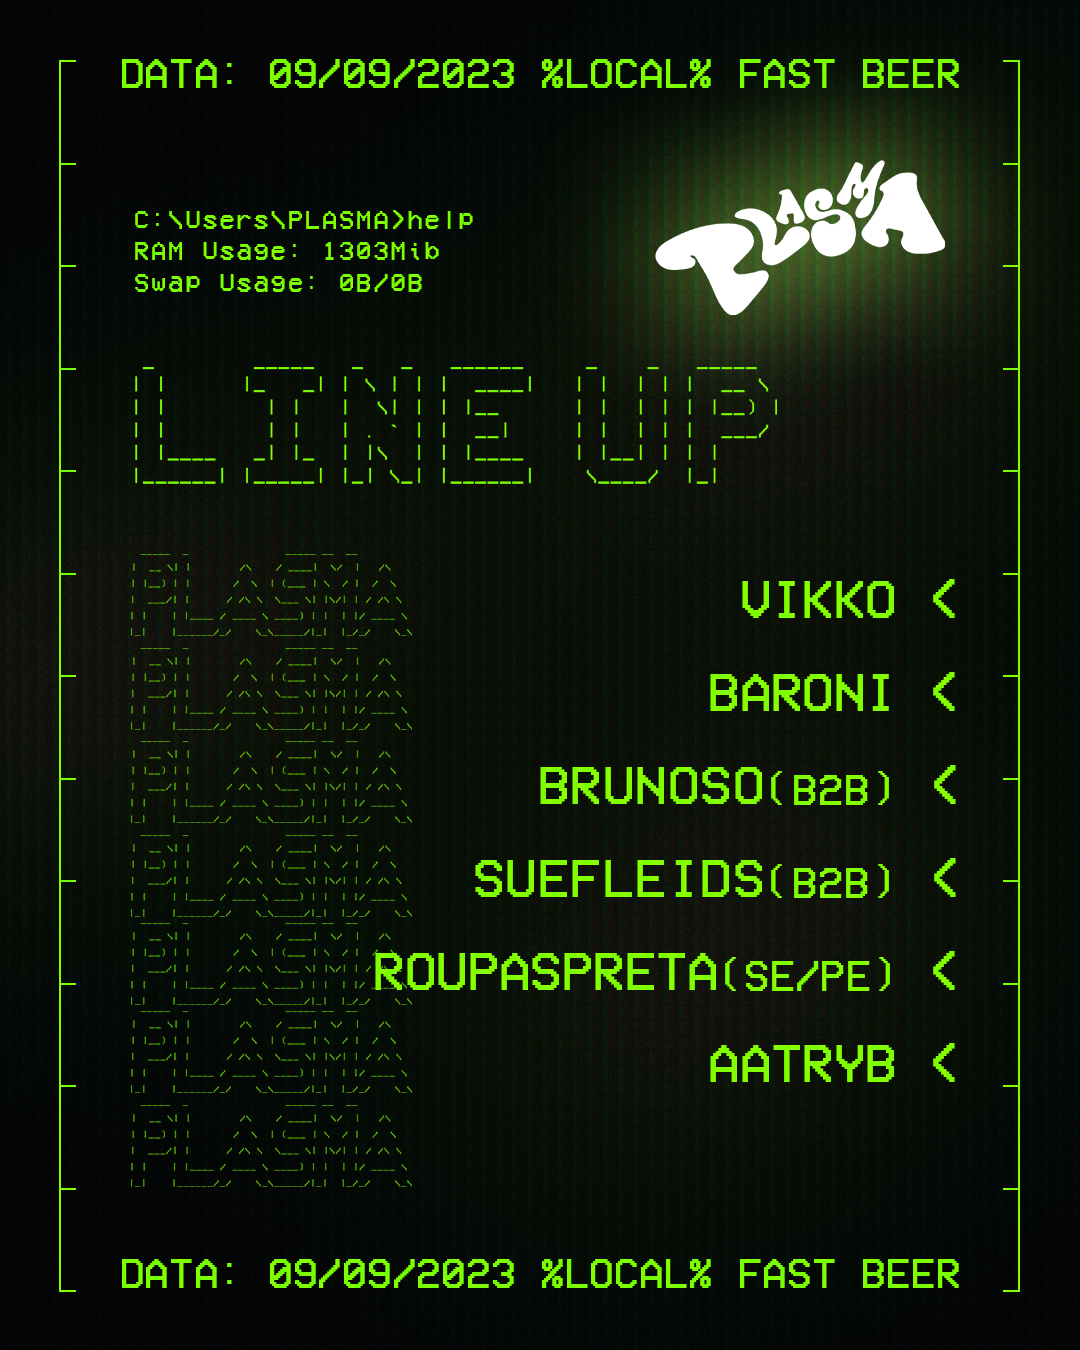 DATA: 09/09/2023 %LOCAL% FAST BEER
PLASMA
C:\Users\PLASMA>help
RAM Usage: 1303Mib
Swap Usage: 0B/0B
LINE UP
PLASMA
PLASMA
PLASMA
PLASMA
PLASMA
PLASMA
PLASMA
VIKKO <
BARONI <
BRUNOSO(B2B) <
SUEFLEIDS(B2B) <
ROUPASPRETA(SE/PE) <
AATRYB <
DATA: 09/09/2023 %LOCAL% FAST BEER